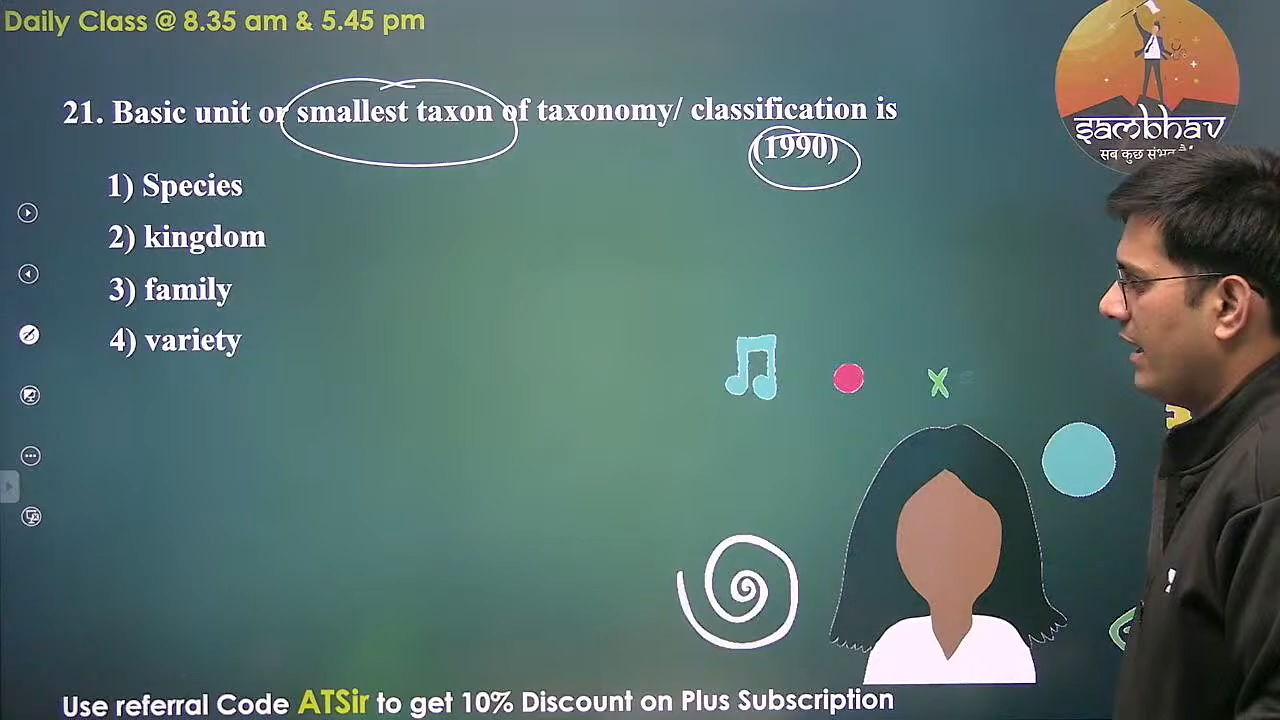 Daily Class @ 8.35 am & 5.45 pm
21. Basic unit or smallest taxon of taxonomy/ classification is
(1990)
1) Species
2) kingdom
3) family
4) variety
sambhav
सब कुछ संभव है
Use referral Code ATSir to get 10% Discount on Plus Subscription